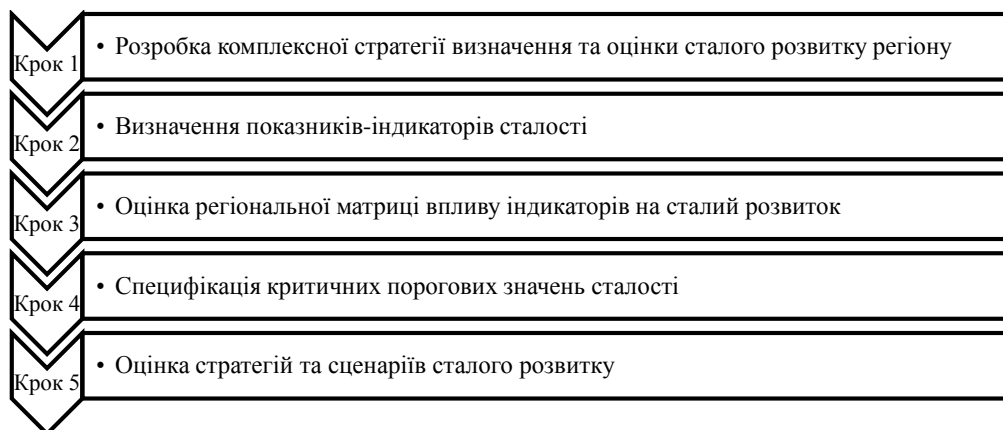 Крок 1
• Розробка комплексної стратегії визначення та оцінки сталого розвитку регіону
Крок 2
• Визначення показників-індикаторів сталості
Крок 3
• Оцінка регіональної матриці впливу індикаторів на сталий розвиток
Крок 4
• Специфікація критичних порогових значень сталості
Крок 5
• Оцінка стратегій та сценаріїв сталого розвитку